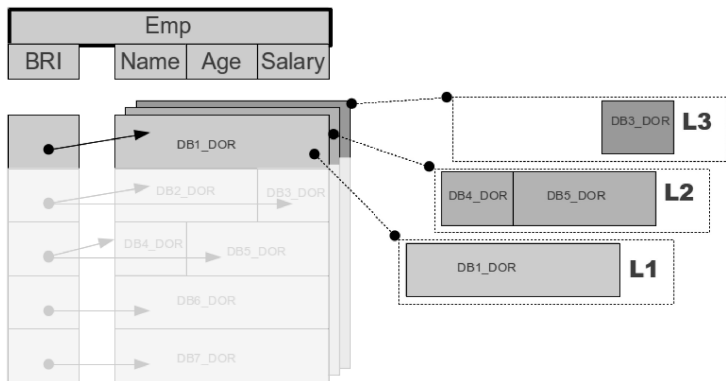 Emp
BRI Name Age Salary
DB3_DOR L3
DB1_DOR
DB2_DOR DB3_DOR
DB4_DOR DB5_DOR L2
DB4_DOR DB5_DOR
DB1_DOR L1
DB6_DOR
DB7_DOR